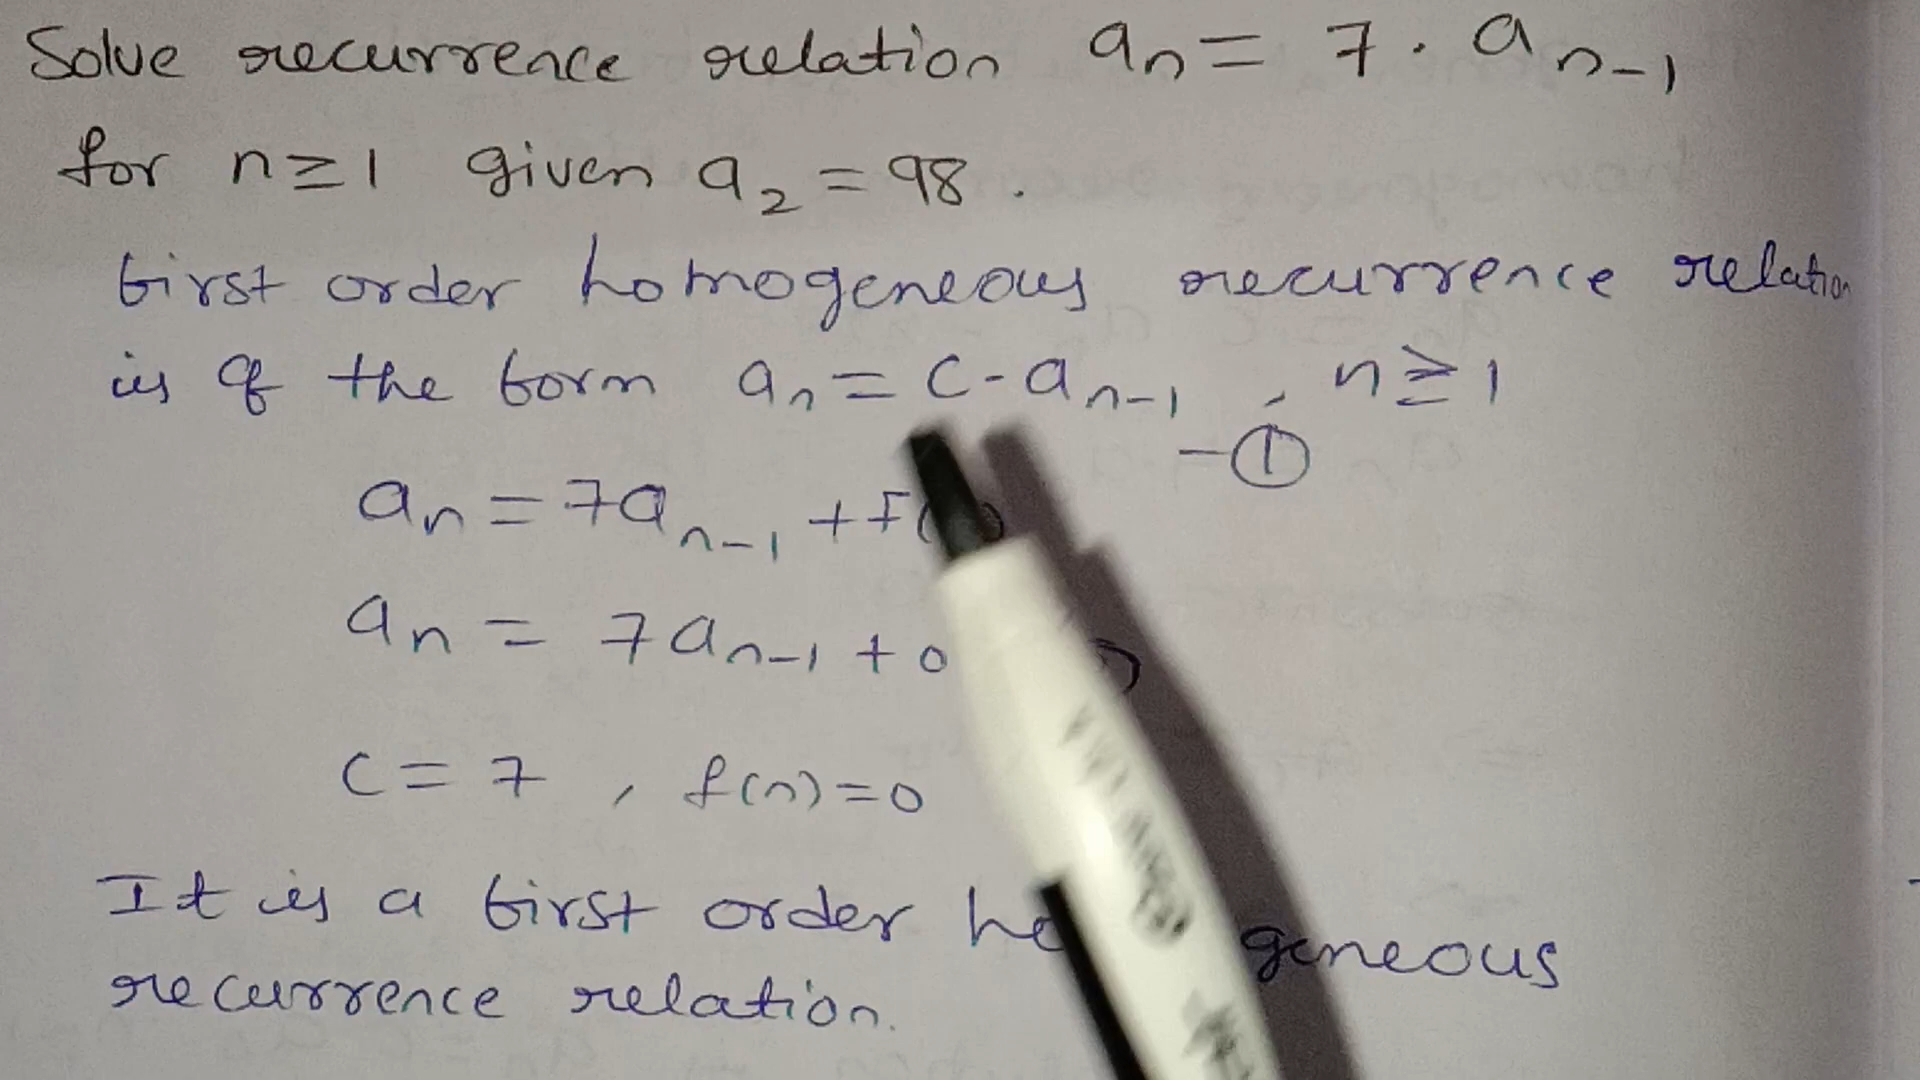 Solve recurrence relation aₙ = 7 . aₙ₋₁
for n ≥ 1 given a₂ = 98 .
first order homogeneous recurrence relation
is of the form aₙ = c - aₙ₋₁ , n ≥ 1
- ①
aₙ = 7aₙ₋₁ + F(
aₙ = 7aₙ₋₁ + 0
c = 7 , f(n) = 0
It is a first order geneous
recurrence relation.